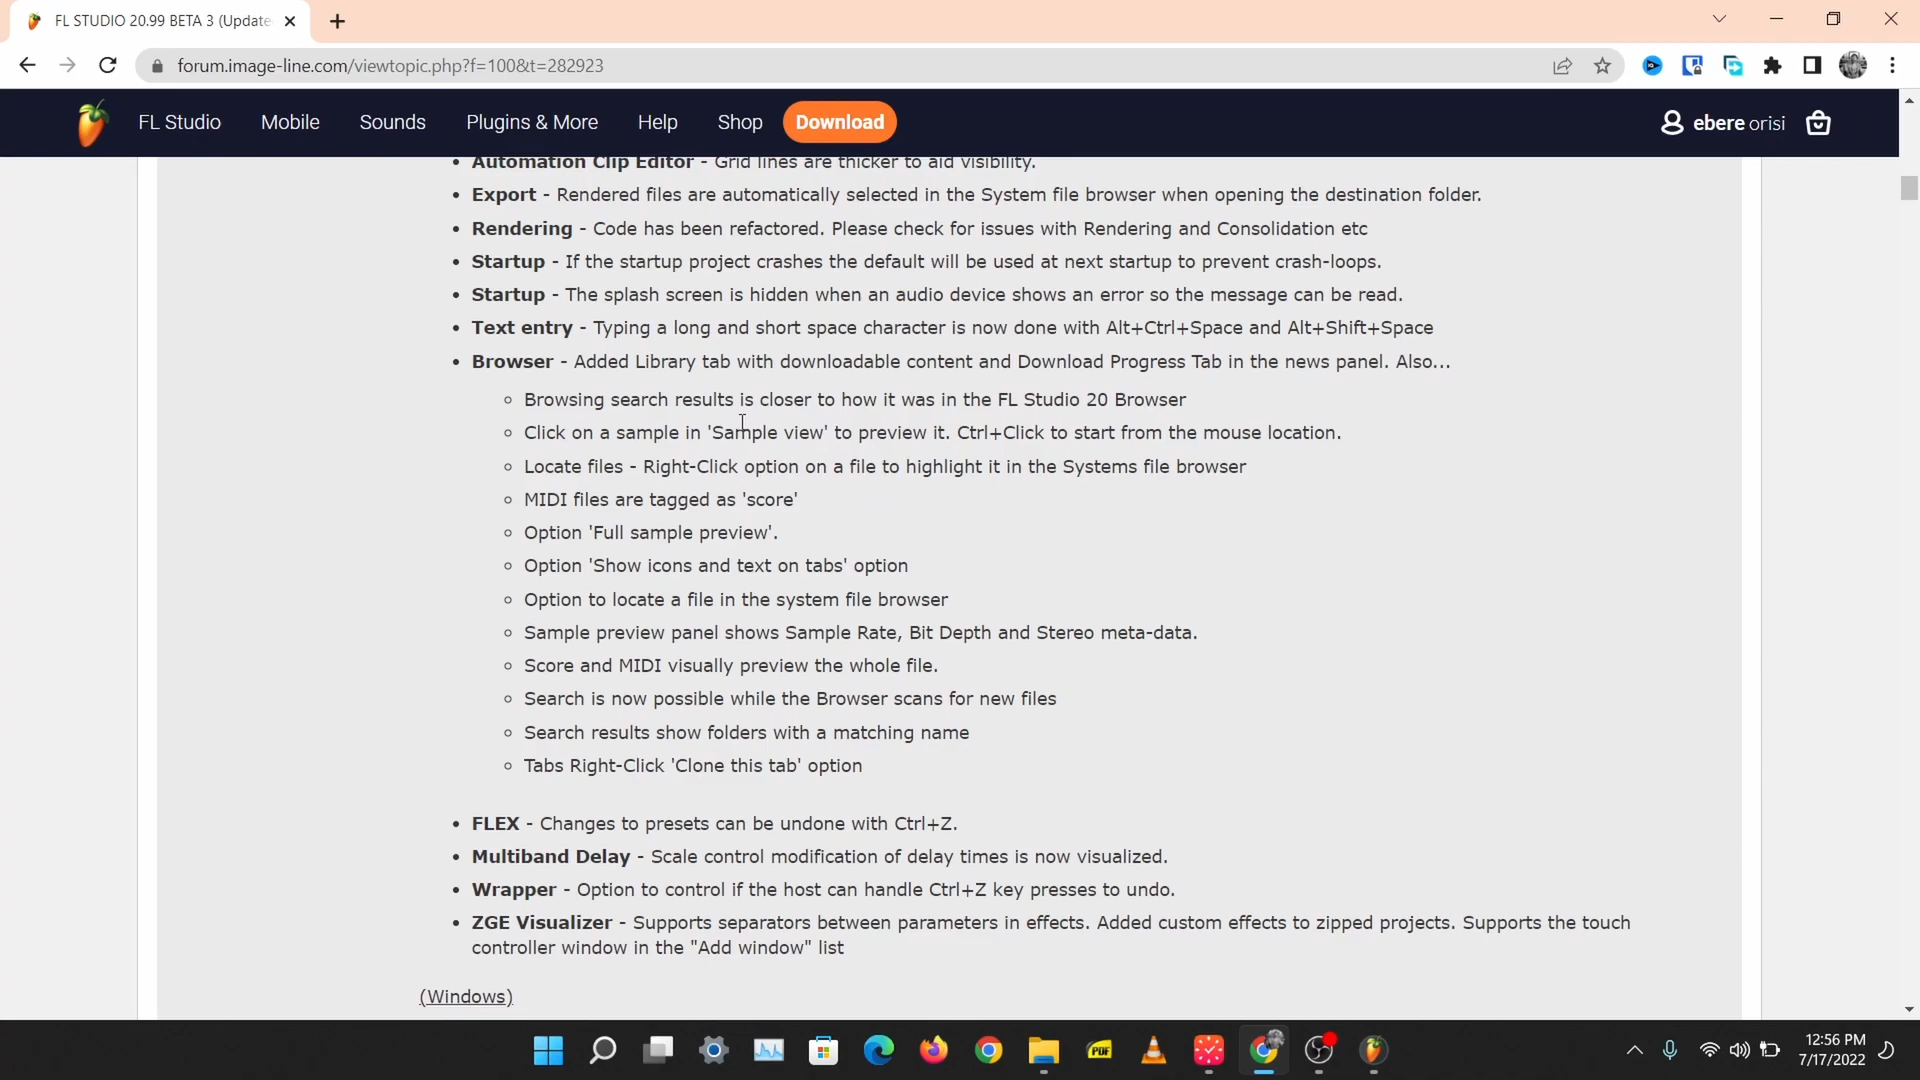 FL STUDIO 20.99 BETA 3 (Update
forum.image-line.com/viewtopic.php?f=100&t=282923
FL Studio Mobile Sounds Plugins & More Help Shop Download ebere orisi
• Automation Clip Editor - Grid lines are thicker to aid visibility.
• Export - Rendered files are automatically selected in the System file browser when opening the destination folder.
• Rendering - Code has been refactored. Please check for issues with Rendering and Consolidation etc
• Startup - If the startup project crashes the default will be used at next startup to prevent crash-loops.
• Startup - The splash screen is hidden when an audio device shows an error so the message can be read.
• Text entry - Typing a long and short space character is now done with Alt+Ctrl+Space and Alt+Shift+Space
• Browser - Added Library tab with downloadable content and Download Progress Tab in the news panel. Also...
◦ Browsing search results is closer to how it was in the FL Studio 20 Browser
◦ Click on a sample in 'Sample view' to preview it. Ctrl+Click to start from the mouse location.
◦ Locate files - Right-Click option on a file to highlight it in the Systems file browser
◦ MIDI files are tagged as 'score'
◦ Option 'Full sample preview'.
◦ Option 'Show icons and text on tabs' option
◦ Option to locate a file in the system file browser
◦ Sample preview panel shows Sample Rate, Bit Depth and Stereo meta-data.
◦ Score and MIDI visually preview the whole file.
◦ Search is now possible while the Browser scans for new files
◦ Search results show folders with a matching name
◦ Tabs Right-Click 'Clone this tab' option
• FLEX - Changes to presets can be undone with Ctrl+Z.
• Multiband Delay - Scale control modification of delay times is now visualized.
• Wrapper - Option to control if the host can handle Ctrl+Z key presses to undo.
• ZGE Visualizer - Supports separators between parameters in effects. Added custom effects to zipped projects. Supports the touch
controller window in the "Add window" list
(Windows)
PDF
12:56 PM
7/17/2022